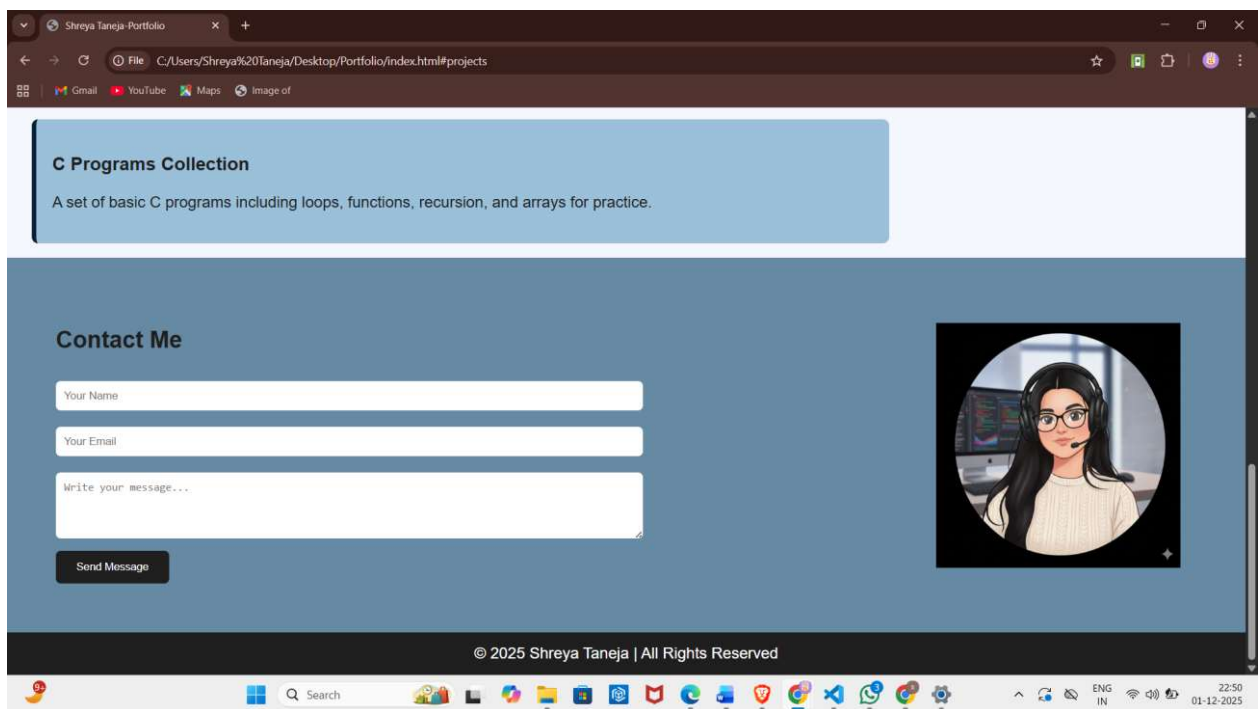 Shreya Taneja-Portfolio
File C:/Users/Shreya%20Taneja/Desktop/Portfolio/index.html#projects
Gmail YouTube Maps Image of
C Programs Collection
A set of basic C programs including loops, functions, recursion, and arrays for practice.
Contact Me
Your Name
Your Email
Write your message...
Send Message
© 2025 Shreya Taneja | All Rights Reserved
9+ Search 3 ENG 22:50
IN 01-12-2025